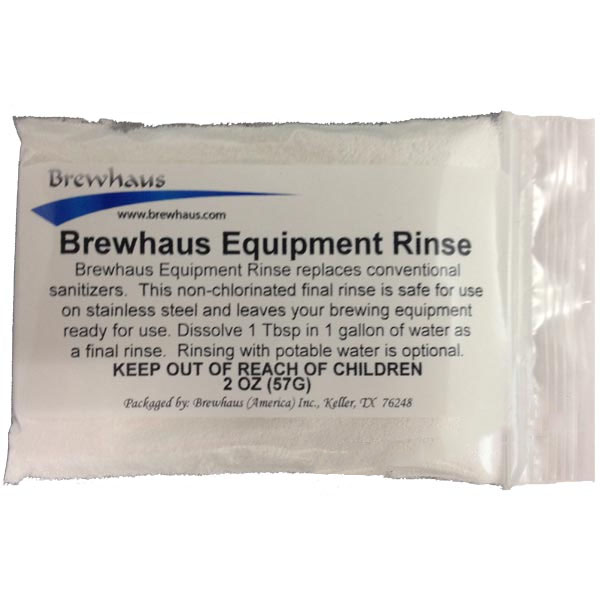 Brewhaus
www.brewhaus.com
Brewhaus Equipment Rinse
Brewhaus Equipment Rinse replaces conventional
sanitizers. This non-chlorinated final rinse is safe for use
on stainless steel and leaves your brewing equipment
ready for use. Dissolve 1 Tbsp in 1 gallon of water as
a final rinse. Rinsing with potable water is optional.
KEEP OUT OF REACH OF CHILDREN
2 OZ (57G)
Packaged by: Brewhaus (America) Inc., Keller, TX 76248